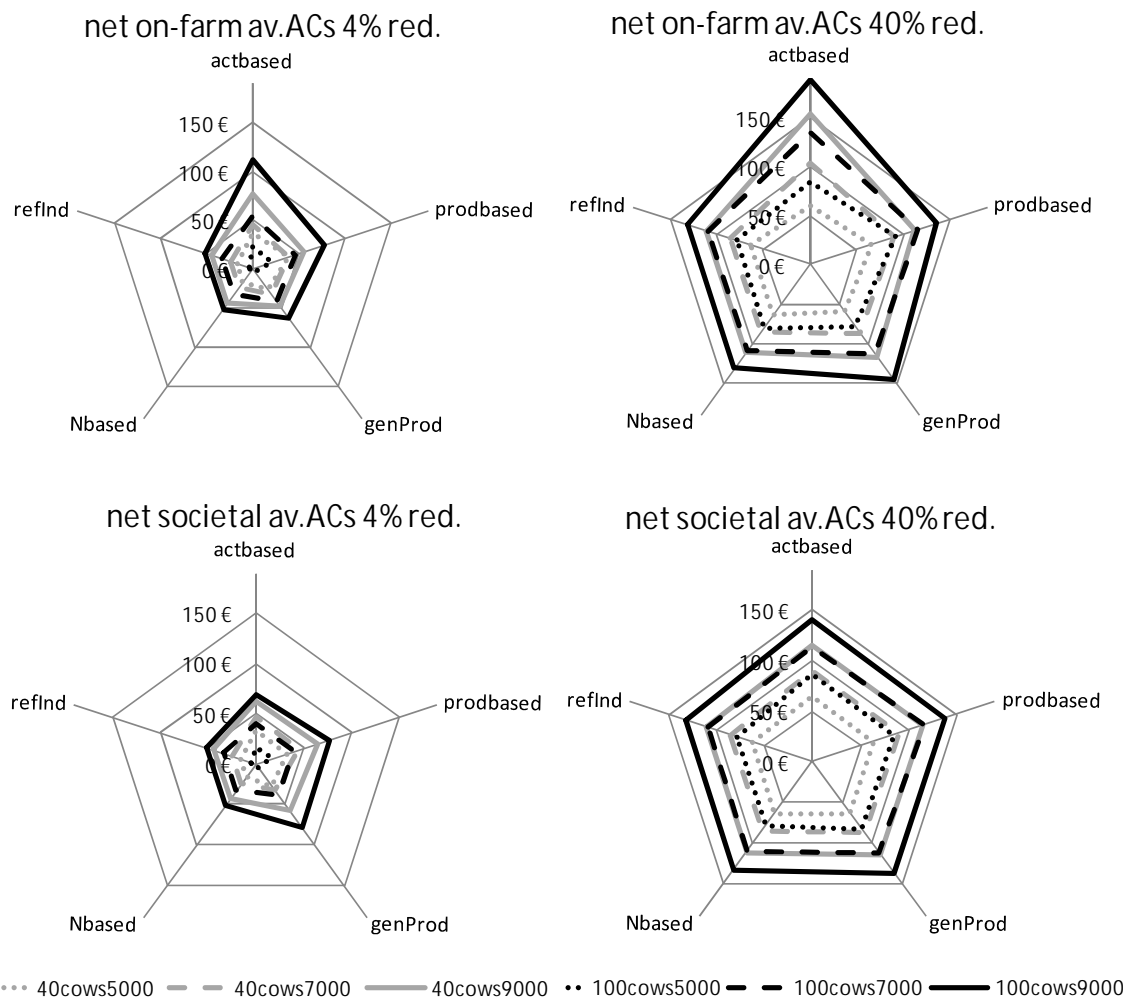 net on-farm av.ACs 4% red.
actbased
150 €
100 €
50 €
0 €
refInd
prodbased
Nbased
genProd
net on-farm av.ACs 40% red.
actbased
150 €
100 €
50 €
0 €
refInd
prodbased
Nbased
genProd
net societal av.ACs 4% red.
actbased
150 €
100 €
50 €
0 €
refInd
prodbased
Nbased
genProd
net societal av.ACs 40% red.
actbased
150 €
100 €
50 €
0 €
refInd
prodbased
Nbased
genProd
40cows5000 40cows7000 40cows9000 100cows5000 100cows7000 100cows9000